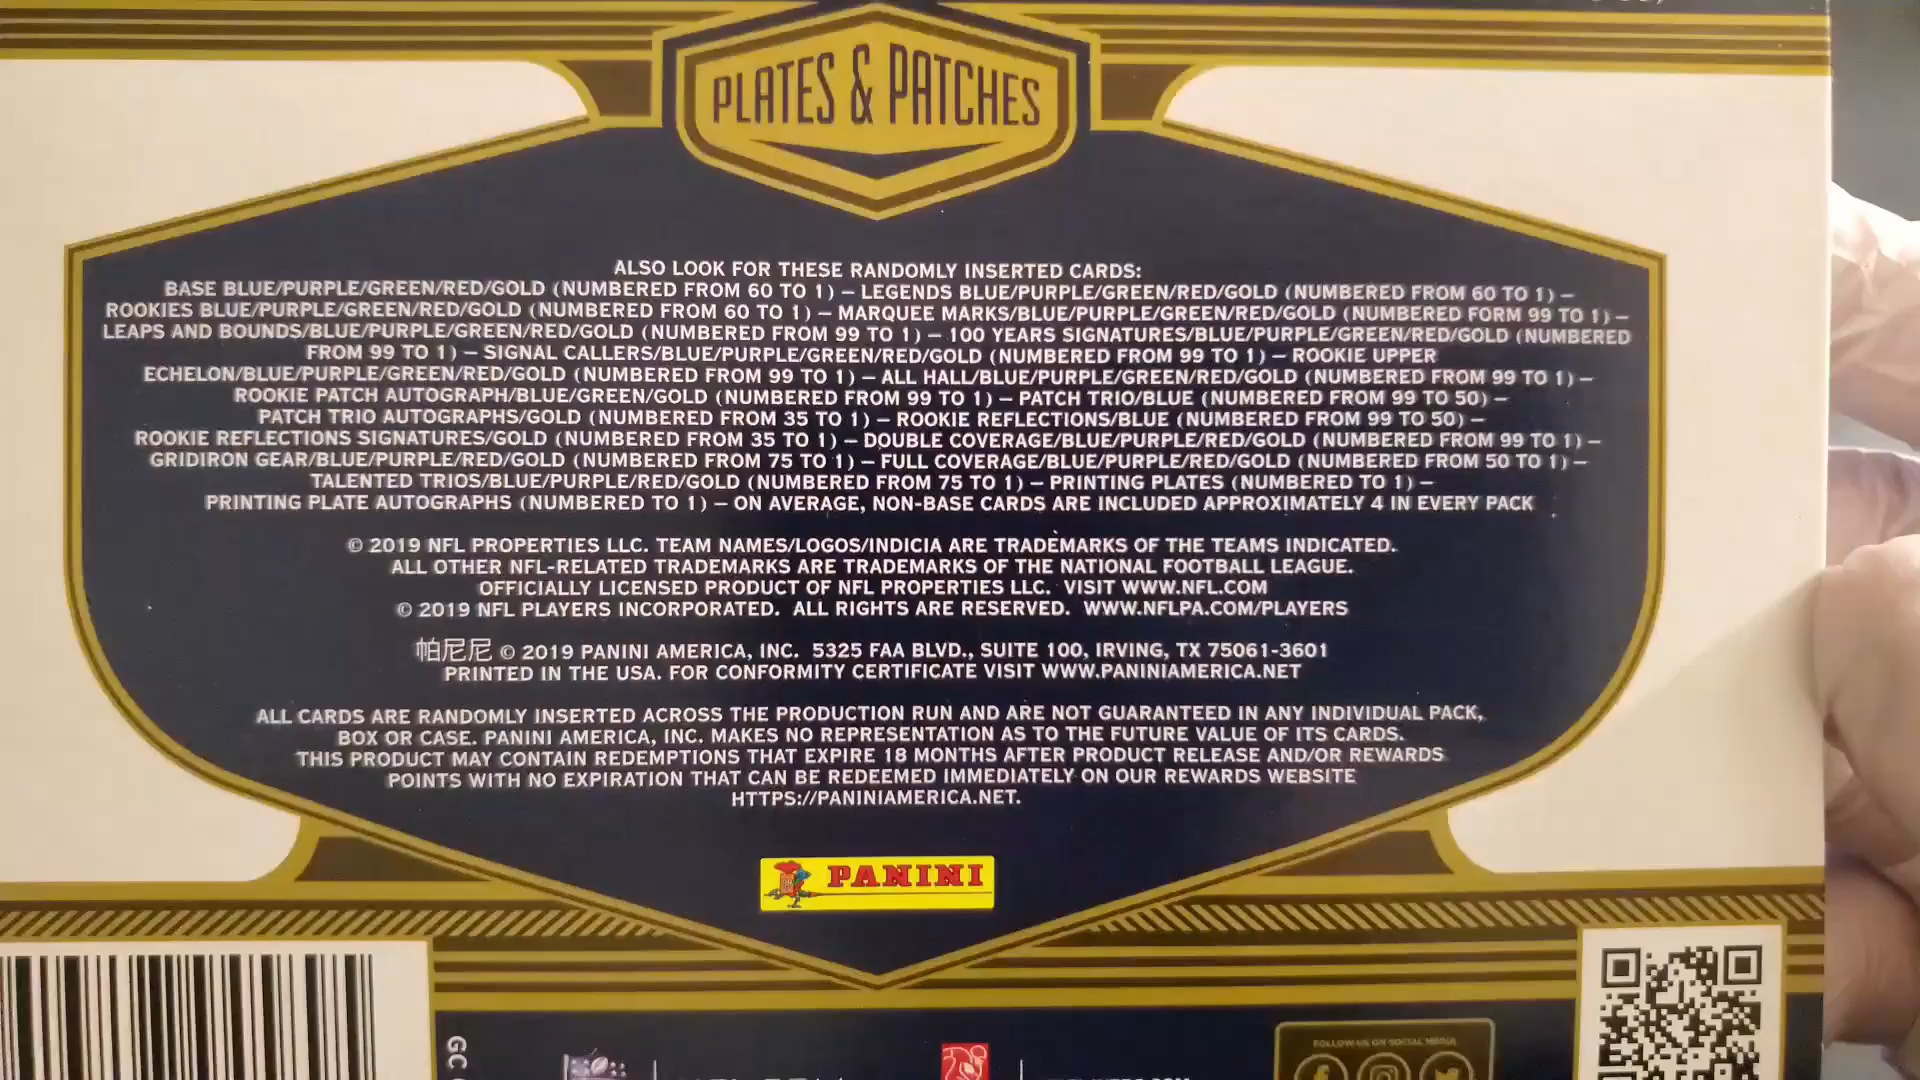 PLATES & PATCHES
ALSO LOOK FOR THESE RANDOMLY INSERTED CARDS:
BASE BLUE/PURPLE/GREEN/RED/GOLD (NUMBERED FROM 60 TO 1) – LEGENDS BLUE/PURPLE/GREEN/RED/GOLD (NUMBERED FROM 60 TO 1) –
ROOKIES BLUE/PURPLE/GREEN/RED/GOLD (NUMBERED FROM 60 TO 1) – MARQUEE MARKS/BLUE/PURPLE/GREEN/RED/GOLD (NUMBERED FORM 99 TO 1) –
LEAPS AND BOUNDS/BLUE/PURPLE/GREEN/RED/GOLD (NUMBERED FROM 99 TO 1) – 100 YEARS SIGNATURES/BLUE/PURPLE/GREEN/RED/GOLD (NUMBERED
FROM 99 TO 1) – SIGNAL CALLERS/BLUE/PURPLE/GREEN/RED/GOLD (NUMBERED FROM 99 TO 1) – ROOKIE UPPER
ECHELON/BLUE/PURPLE/GREEN/RED/GOLD (NUMBERED FROM 99 TO 1) – ALL HALL/BLUE/PURPLE/GREEN/RED/GOLD (NUMBERED FROM 99 TO 1) –
ROOKIE PATCH AUTOGRAPH/BLUE/GREEN/GOLD (NUMBERED FROM 99 TO 1) – PATCH TRIO/BLUE (NUMBERED FROM 99 TO 50) –
PATCH TRIO AUTOGRAPHS/GOLD (NUMBERED FROM 35 TO 1) – ROOKIE REFLECTIONS/BLUE (NUMBERED FROM 99 TO 50) –
ROOKIE REFLECTIONS SIGNATURES/GOLD (NUMBERED FROM 35 TO 1) – DOUBLE COVERAGE/BLUE/PURPLE/RED/GOLD (NUMBERED FROM 99 TO 1) –
GRIDIRON GEAR/BLUE/PURPLE/RED/GOLD (NUMBERED FROM 75 TO 1) – FULL COVERAGE/BLUE/PURPLE/RED/GOLD (NUMBERED FROM 50 TO 1) –
TALENTED TRIOS/BLUE/PURPLE/RED/GOLD (NUMBERED FROM 75 TO 1) – PRINTING PLATES (NUMBERED TO 1) –
PRINTING PLATE AUTOGRAPHS (NUMBERED TO 1) – ON AVERAGE, NON-BASE CARDS ARE INCLUDED APPROXIMATELY 4 IN EVERY PACK
© 2019 NFL PROPERTIES LLC. TEAM NAMES/LOGOS/INDICIA ARE TRADEMARKS OF THE TEAMS INDICATED.
ALL OTHER NFL-RELATED TRADEMARKS ARE TRADEMARKS OF THE NATIONAL FOOTBALL LEAGUE.
OFFICIALLY LICENSED PRODUCT OF NFL PROPERTIES LLC. VISIT WWW.NFL.COM
© 2019 NFL PLAYERS INCORPORATED. ALL RIGHTS ARE RESERVED. WWW.NFLPA.COM/PLAYERS
帕尼尼 © 2019 PANINI AMERICA, INC. 5325 FAA BLVD., SUITE 100, IRVING, TX 75061-3601
PRINTED IN THE USA. FOR CONFORMITY CERTIFICATE VISIT WWW.PANINIAMERICA.NET
ALL CARDS ARE RANDOMLY INSERTED ACROSS THE PRODUCTION RUN AND ARE NOT GUARANTEED IN ANY INDIVIDUAL PACK,
BOX OR CASE. PANINI AMERICA, INC. MAKES NO REPRESENTATION AS TO THE FUTURE VALUE OF ITS CARDS.
THIS PRODUCT MAY CONTAIN REDEMPTIONS THAT EXPIRE 18 MONTHS AFTER PRODUCT RELEASE AND/OR REWARDS
POINTS WITH NO EXPIRATION THAT CAN BE REDEEMED IMMEDIATELY ON OUR REWARDS WEBSITE
HTTPS://PANINIAMERICA.NET.
PANINI
GC
FOLLOW US ON SOCIAL MEDIA